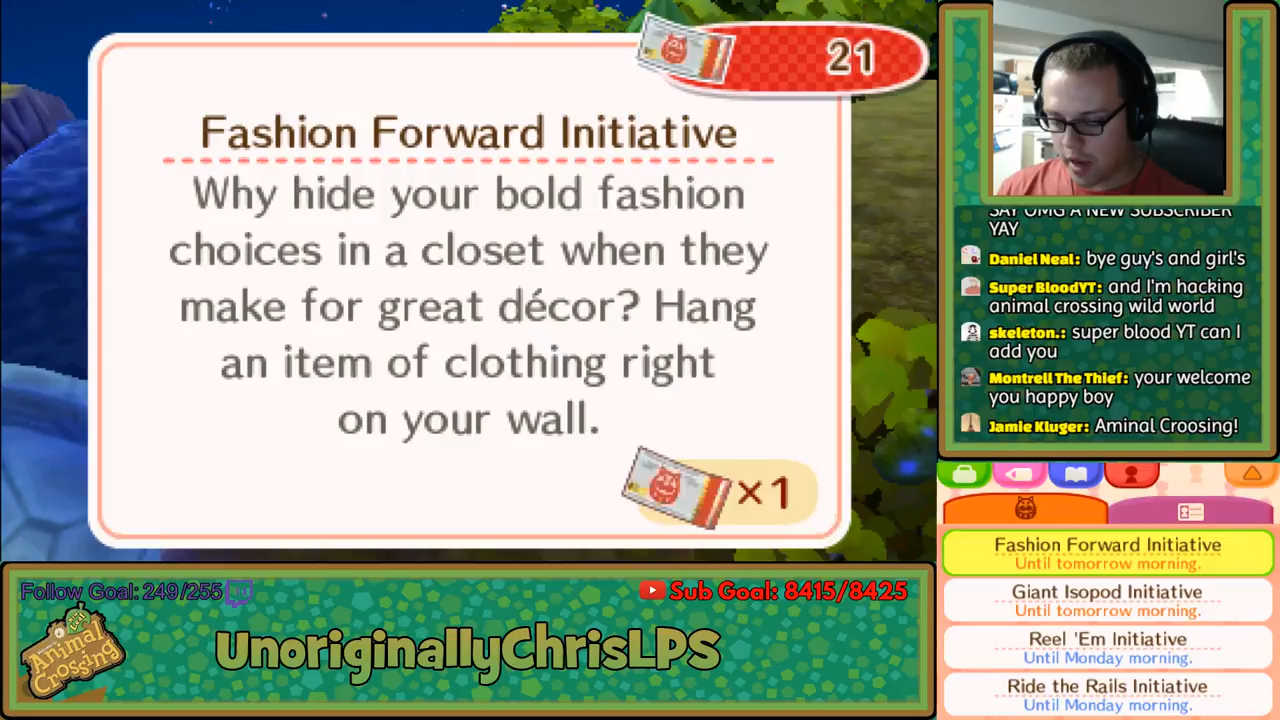 21
Fashion Forward Initiative
Why hide your bold fashion
choices in a closet when they
make for great décor? Hang
an item of clothing right
on your wall.
×1
SAY OMG A NEW SUBSCRIBER
YAY
Daniel Neal: bye guy's and girl's
Super BloodYT: and I'm hacking
animal crossing wild world
skeleton.: super blood YT can I
add you
Montrell The Thief: your welcome
you happy boy
Jamie Kluger: Aminal Croosing!
Fashion Forward Initiative
Until tomorrow morning.
Giant Isopod Initiative
Until tomorrow morning.
Reel 'Em Initiative
Until Monday morning.
Ride the Rails Initiative
Until Monday morning.
Follow Goal: 249/255
Sub Goal: 8415/8425
Animal
Crossing
UnoriginallyChrisLPS